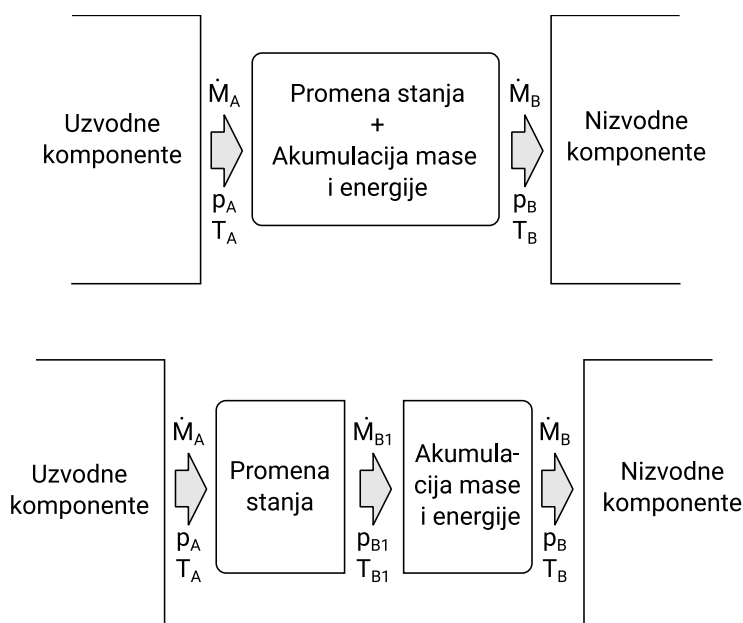 Uzvodne
komponente
Ṁ_A
p_A
T_A
Promena stanja
+
Akumulacija mase
i energije
Ṁ_B
p_B
T_B
Nizvodne
komponente
Uzvodne
komponente
Ṁ_A
p_A
T_A
Promena
stanja
Ṁ_B1
p_B1
T_B1
Akumula-
cija mase
i energije
Ṁ_B
p_B
T_B
Nizvodne
komponente